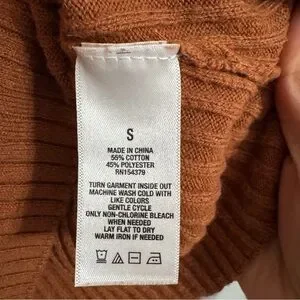 S
MADE IN CHINA
55% COTTON
45% POLYESTER
RN154379
TURN GARMENT INSIDE OUT
MACHINE WASH COLD WITH
LIKE COLORS
GENTLE CYCLE
ONLY NON-CHLORINE BLEACH
WHEN NEEDED
LAY FLAT TO DRY
WARM IRON IF NEEDED